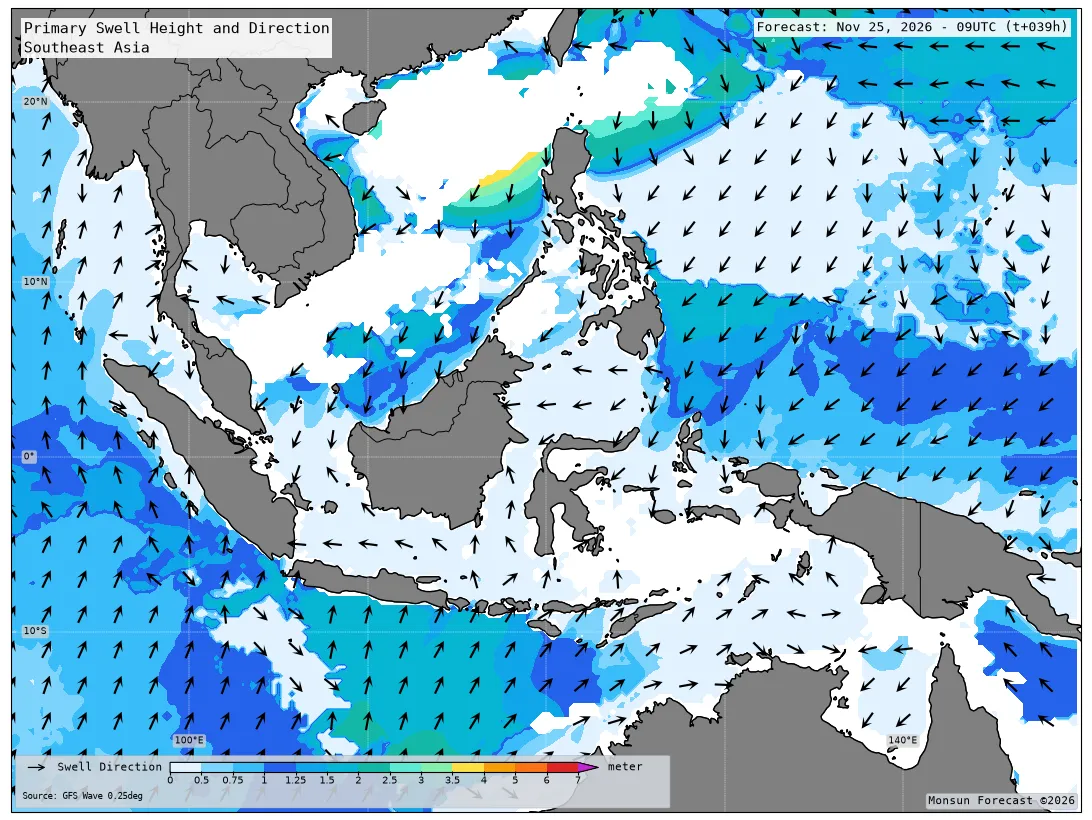 Primary Swell Height and Direction
Southeast Asia
Forecast: Nov 25, 2026 - 09UTC (t+039h)
20°N
10°N
0°
10°S
100°E
140°E
Swell Direction
0 0.5 0.75 1 1.25 1.5 2 2.5 3 3.5 4 5 6 7
meter
Source: GFS Wave 0.25deg
Monsun Forecast ©2026